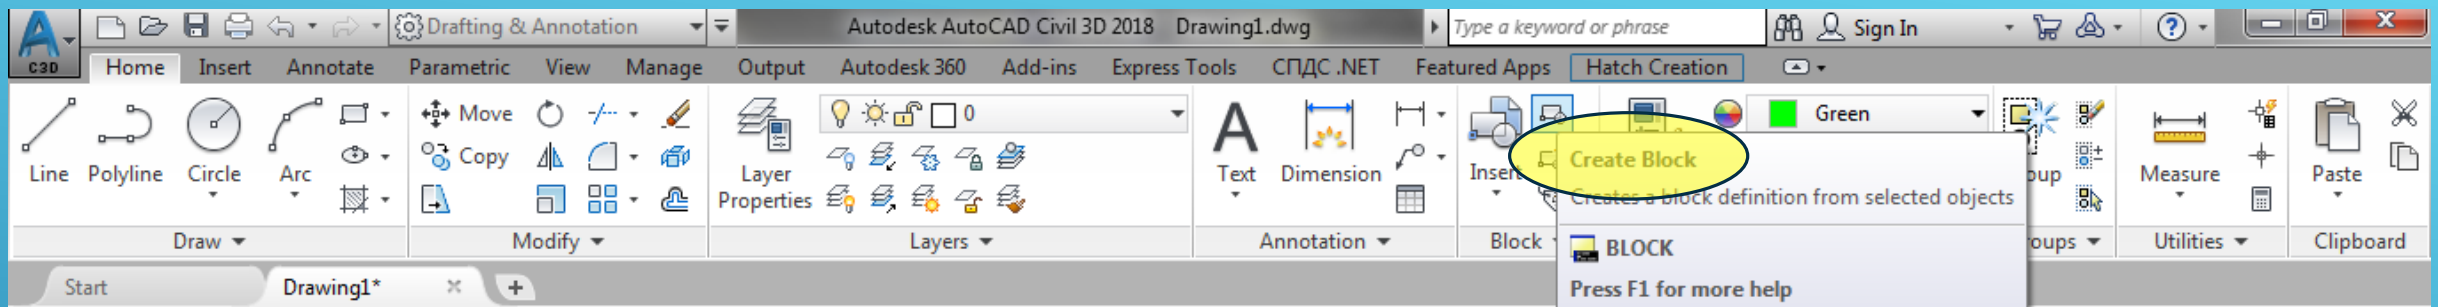 Drafting & Annotation
Autodesk AutoCAD Civil 3D 2018 Drawing1.dwg
Type a keyword or phrase
Sign In
C3D
Home Insert Annotate Parametric View Manage Output Autodesk 360 Add-ins Express Tools СПДС .NET Featured Apps Hatch Creation
Line Polyline Circle Arc
Move
Copy
Draw
Modify
Layer
Properties
0
Layers
Text Dimension
Annotation
Insert
Block
Green
Create Block
Creates a block definition from selected objects
BLOCK
Press F1 for more help
Measure
Utilities
Paste
Clipboard
Start Drawing1*